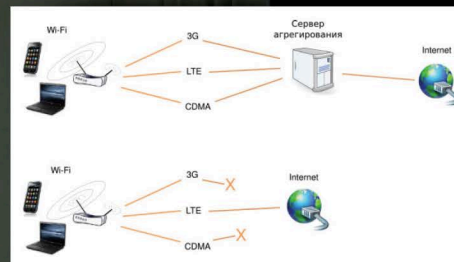 Wi-Fi
3G
LTE
CDMA
Сервер
агрегирования
Internet
Wi-Fi
3G
X
LTE
CDMA
X
Internet